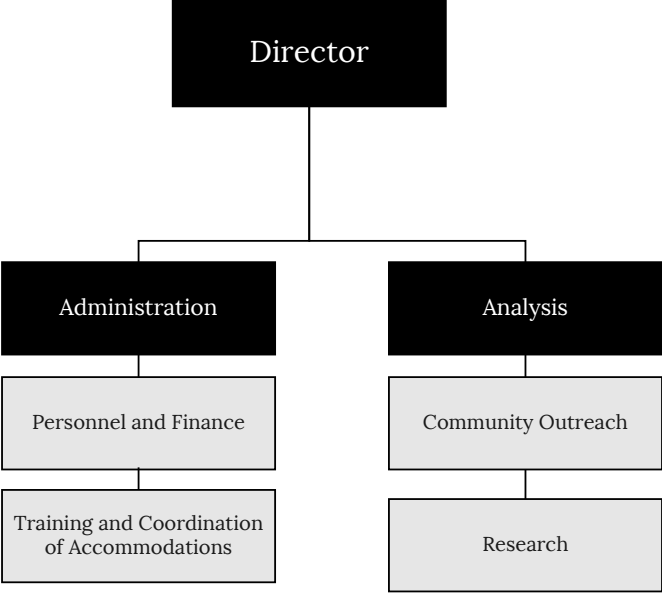 Director
Administration
Analysis
Personnel and Finance
Community Outreach
Training and Coordination
of Accommodations
Research